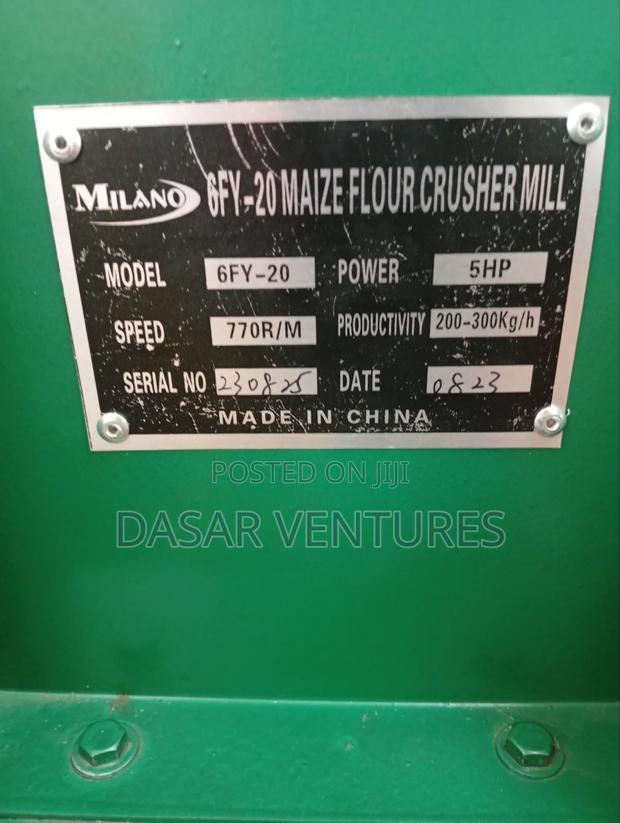 MILANO 6FY-20 MAIZE FLOUR CRUSHER MILL
MODEL 6FY-20 POWER 5HP
SPEED 770R/M PRODUCTIVITY 200-300Kg/h
SERIAL NO 230825 DATE 0823
MADE IN CHINA
POSTED ON JIJI
DASAR VENTURES